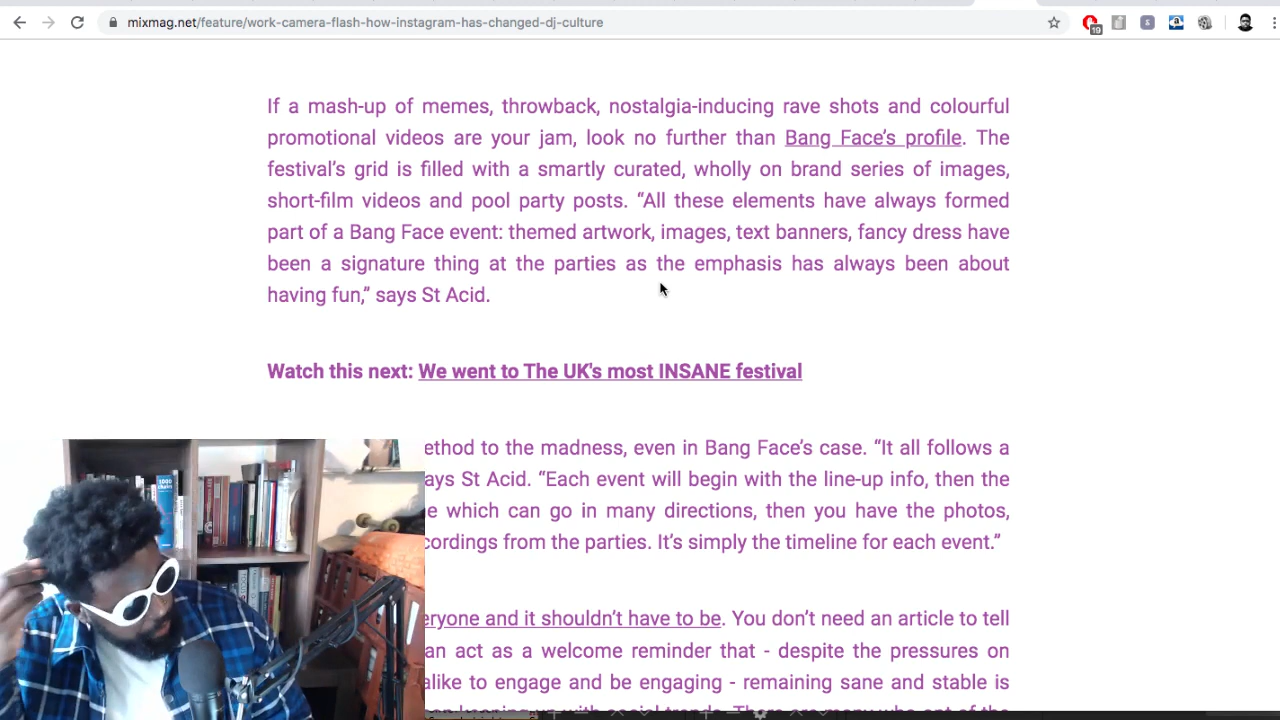 mixmag.net/feature/work-camera-flash-how-instagram-has-changed-dj-culture
19
If a mash-up of memes, throwback, nostalgia-inducing rave shots and colourful
promotional videos are your jam, look no further than Bang Face’s profile. The
festival’s grid is filled with a smartly curated, wholly on brand series of images,
short-film videos and pool party posts. “All these elements have always formed
part of a Bang Face event: themed artwork, images, text banners, fancy dress have
been a signature thing at the parties as the emphasis has always been about
having fun,” says St Acid.
Watch this next: We went to The UK's most INSANE festival
ethod to the madness, even in Bang Face’s case. “It all follows a
ays St Acid. “Each event will begin with the line-up info, then the
e which can go in many directions, then you have the photos,
cordings from the parties. It’s simply the timeline for each event.”
eryone and it shouldn’t have to be. You don’t need an article to tell
an act as a welcome reminder that - despite the pressures on
alike to engage and be engaging - remaining sane and stable is